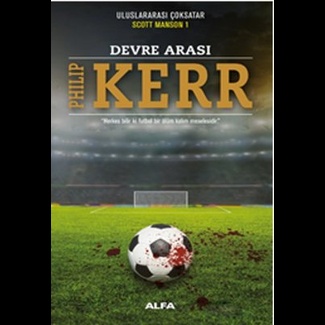 ULUSLARARASI ÇOKSATAR
SCOTT MANSON 1
DEVRE ARASI
PHILIP
KERR
"Herkes bilir ki futbol bir ölüm kalım meselesidir."
ALFA